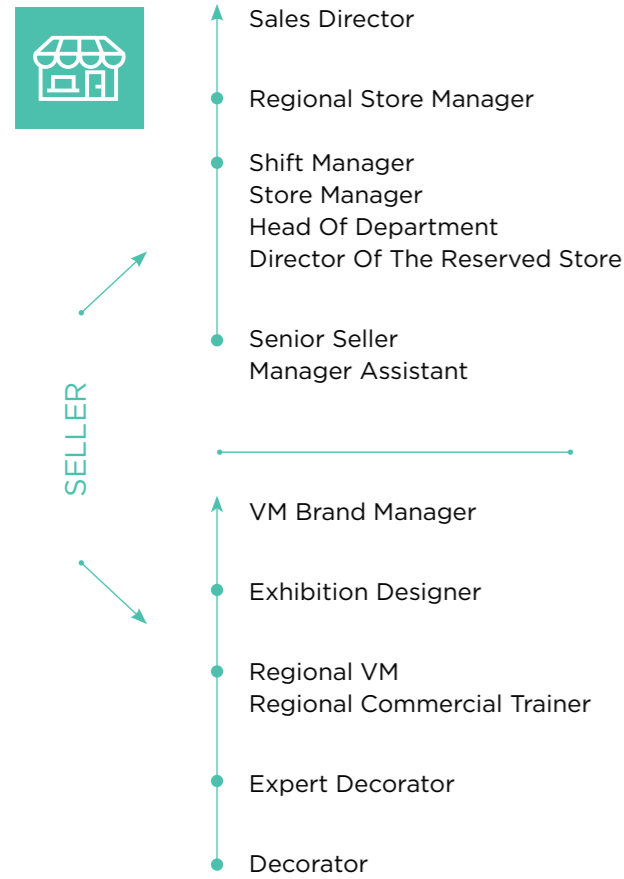 Sales Director
Regional Store Manager
Shift Manager
Store Manager
Head Of Department
Director Of The Reserved Store
Senior Seller
Manager Assistant
SELLER
VM Brand Manager
Exhibition Designer
Regional VM
Regional Commercial Trainer
Expert Decorator
Decorator